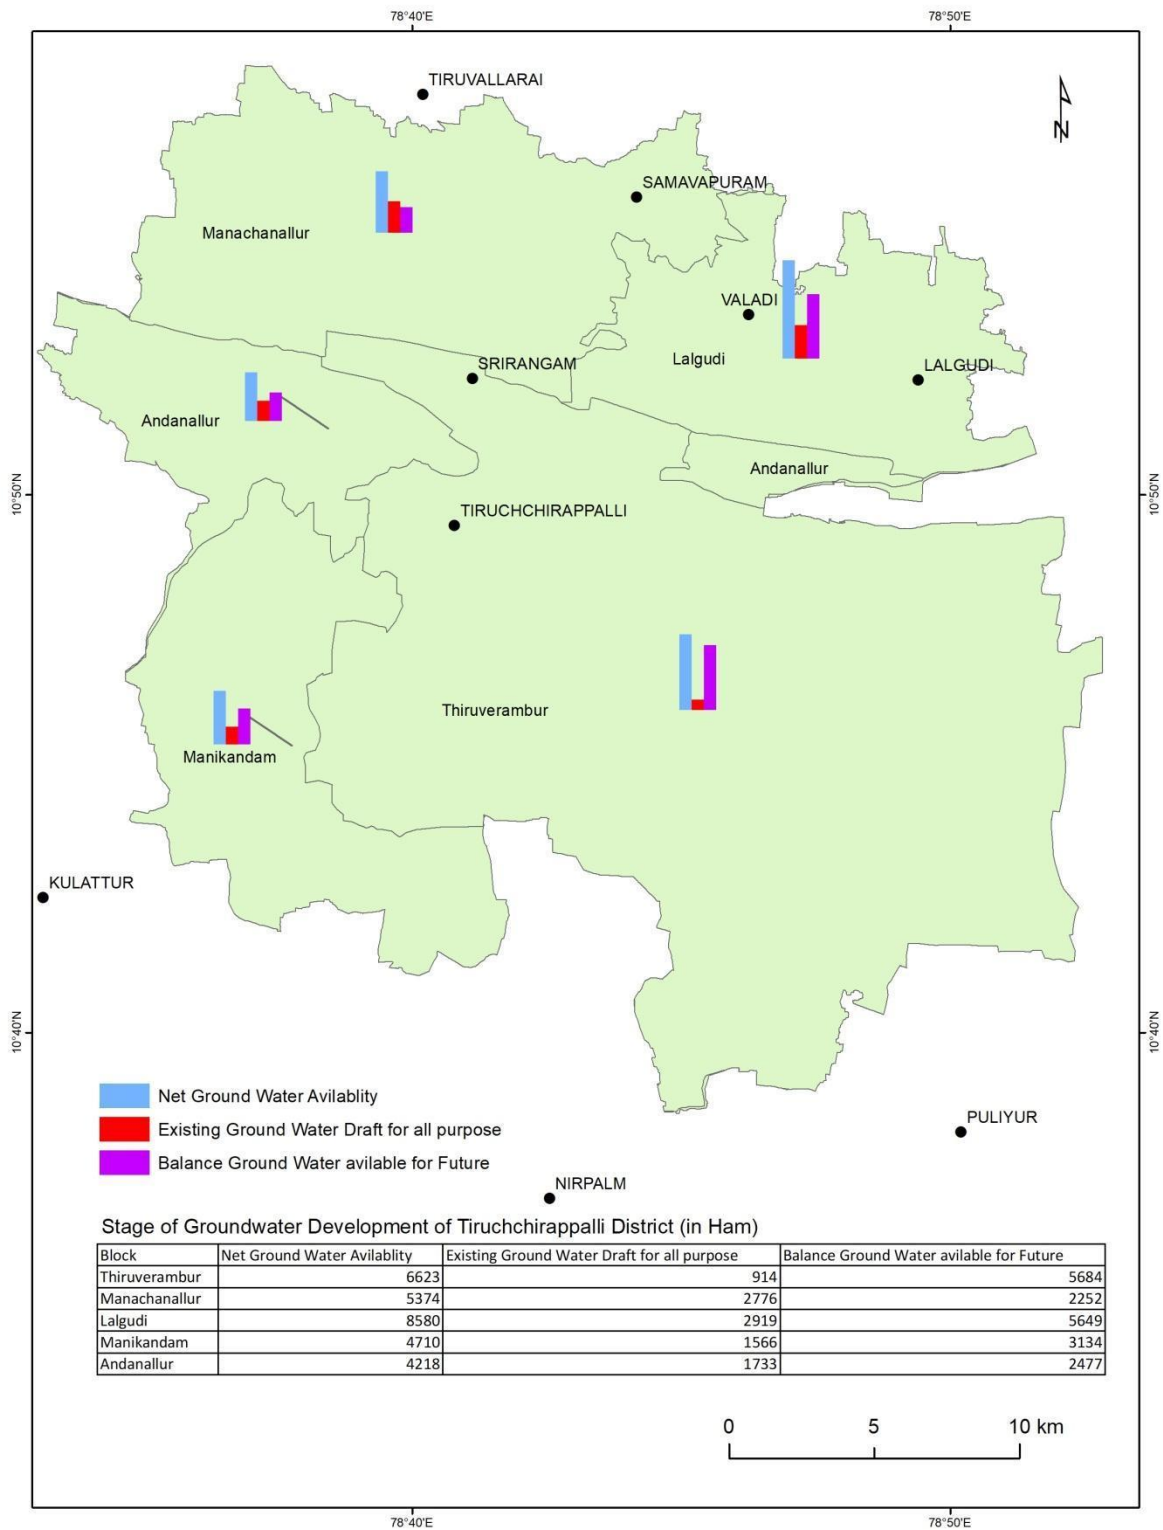 78°40'E 78°50'E
TIRUVALLARAI
N
SAMAVAPURAM
Manachanallur
VALADI
Lalgudi
SRIRANGAM
LALGUDI
Andanallur
Andanallur
10°50'N 10°50'N
TIRUCHCHIRAPPALLI
Thiruverambur
Manikandam
KULATTUR
10°40'N 10°40'N
Net Ground Water Avilablity
PULIYUR
Existing Ground Water Draft for all purpose
Balance Ground Water avilable for Future
NIRPALM
Stage of Groundwater Development of Tiruchchirappalli District (in Ham)
Block Net Ground Water Avilablity Existing Ground Water Draft for all purpose Balance Ground Water avilable for Future
Thiruverambur 6623 914 5684
Manachanallur 5374 2776 2252
Lalgudi 8580 2919 5649
Manikandam 4710 1566 3134
Andanallur 4218 1733 2477
0 5 10 km
78°40'E 78°50'E